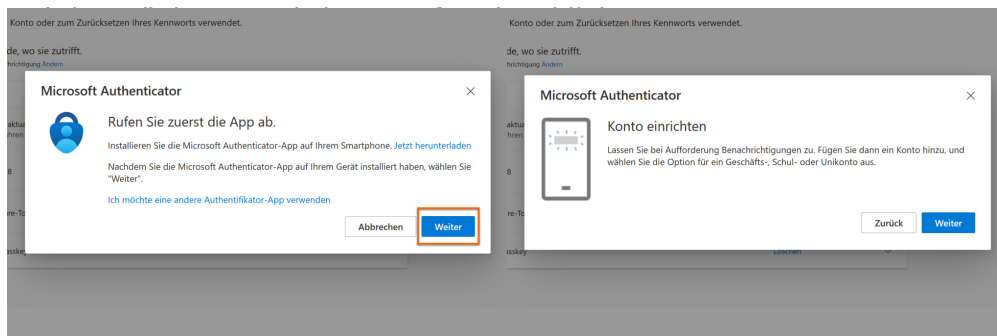 Konto oder zum Zurücksetzen Ihres Kennworts verwendet.
de, wo sie zutrifft.
Ändern
Microsoft Authenticator
Rufen Sie zuerst die App ab.
Installieren Sie die Microsoft Authenticator-App auf Ihrem Smartphone. Jetzt herunterladen
Nachdem Sie die Microsoft Authenticator-App auf Ihrem Gerät installiert haben, wählen Sie
"Weiter".
Ich möchte eine andere Authentifikator-App verwenden
Abbrechen Weiter
Konto oder zum Zurücksetzen Ihres Kennworts verwendet.
de, wo sie zutrifft.
Ändern
Microsoft Authenticator
Konto einrichten
Lassen Sie bei Aufforderung Benachrichtigungen zu. Fügen Sie dann ein Konto hinzu, und
wählen Sie die Option für ein Geschäfts-, Schul- oder Unikonto aus.
Zurück Weiter
Löschen